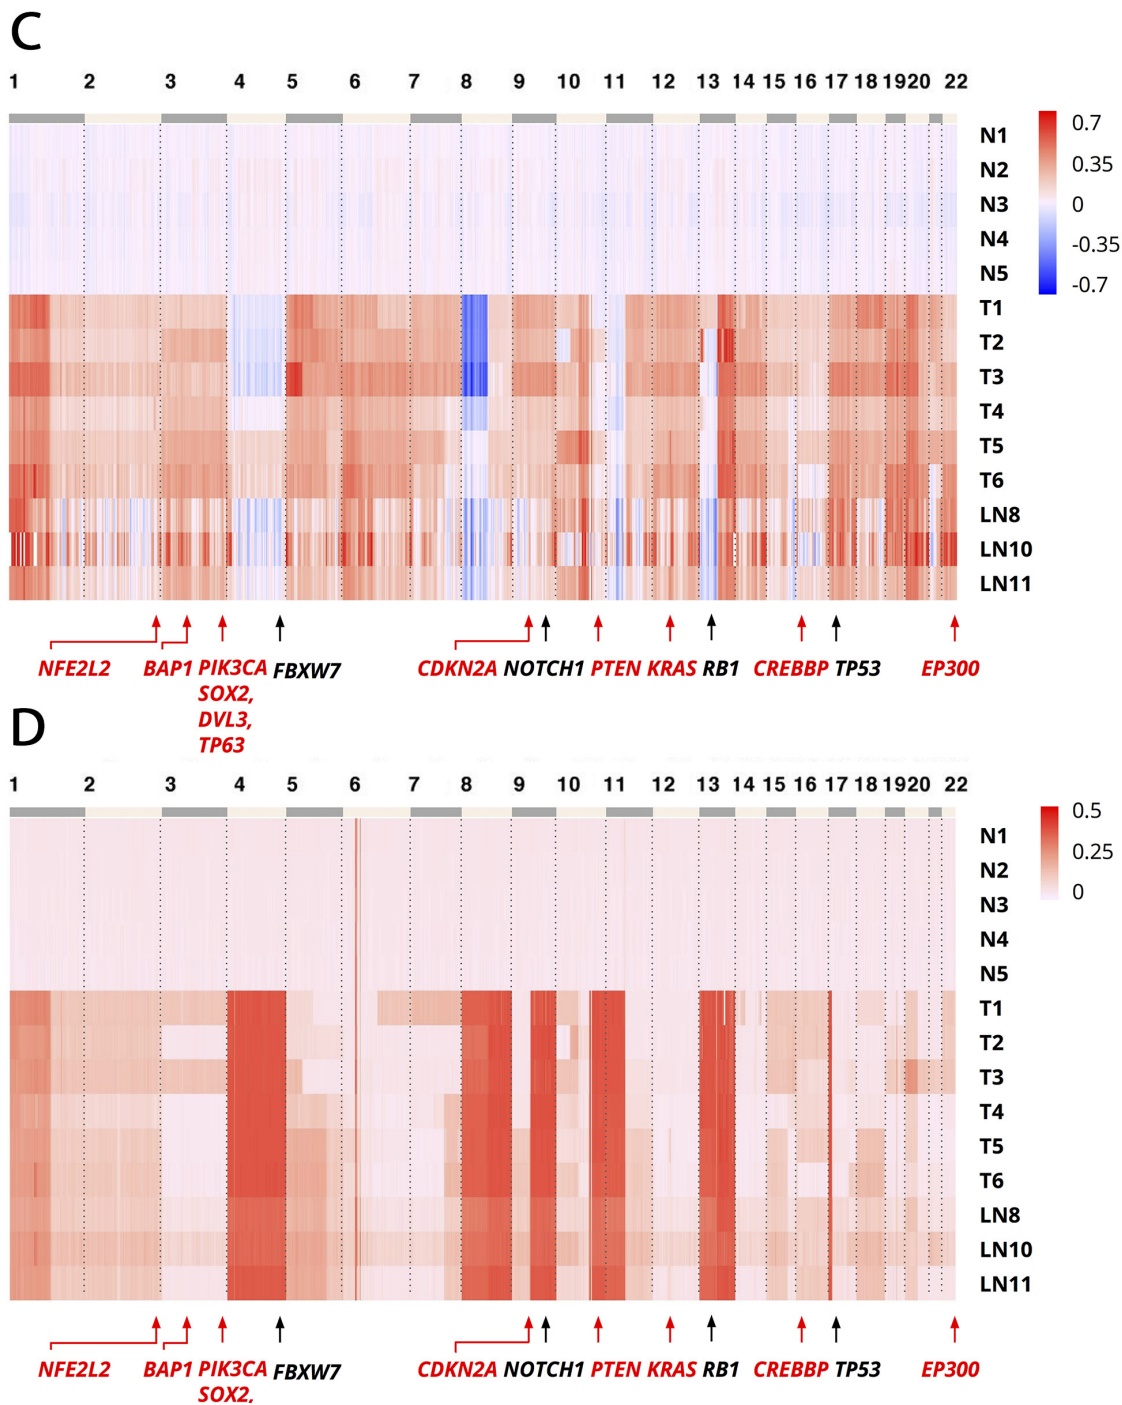 C
1 2 3 4 5 6 7 8 9 10 11 12 13 14 15 16 17 18 19 20 22
0.7
0.35
0
-0.35
-0.7
N1
N2
N3
N4
N5
T1
T2
T3
T4
T5
T6
LN8
LN10
LN11
NFE2L2 BAP1 PIK3CA FBXW7 CDKN2A NOTCH1 PTEN KRAS RB1 CREBBP TP53 EP300
SOX2,
DVL3,
TP63
D
1 2 3 4 5 6 7 8 9 10 11 12 13 14 15 16 17 18 19 20 22
0.5
0.25
0
N1
N2
N3
N4
N5
T1
T2
T3
T4
T5
T6
LN8
LN10
LN11
NFE2L2 BAP1 PIK3CA FBXW7 CDKN2A NOTCH1 PTEN KRAS RB1 CREBBP TP53 EP300
SOX2,